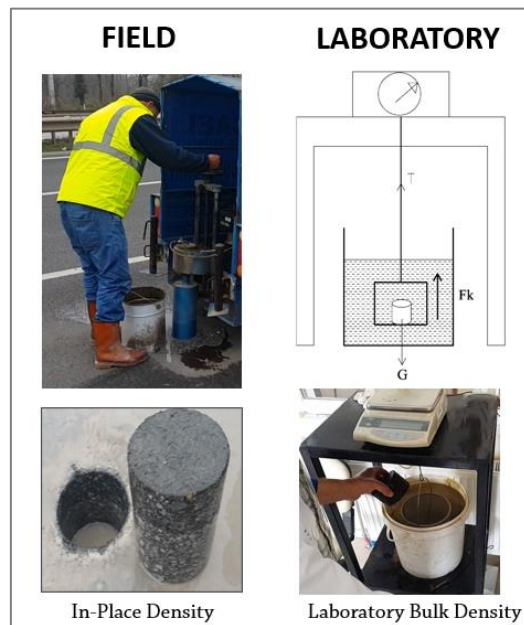 FIELD
LABORATORY
T
Fk
G
In-Place Density
Laboratory Bulk Density